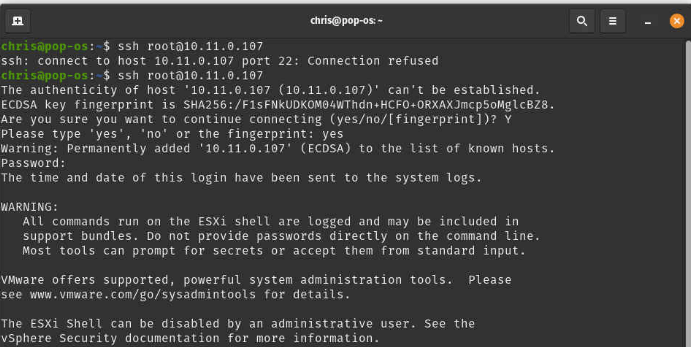 chris@pop-os: ~
chris@pop-os:~$ ssh root@10.11.0.107
ssh: connect to host 10.11.0.107 port 22: Connection refused
chris@pop-os:~$ ssh root@10.11.0.107
The authenticity of host '10.11.0.107 (10.11.0.107)' can't be established.
ECDSA key fingerprint is SHA256:/F1sFNkUDKOM04WThdn+HCFO+ORXAXJmcp5oMglcBZ8.
Are you sure you want to continue connecting (yes/no/[fingerprint])? Y
Please type 'yes', 'no' or the fingerprint: yes
Warning: Permanently added '10.11.0.107' (ECDSA) to the list of known hosts.
Password:
The time and date of this login have been sent to the system logs.
WARNING:
All commands run on the ESXi shell are logged and may be included in
support bundles. Do not provide passwords directly on the command line.
Most tools can prompt for secrets or accept them from standard input.
VMware offers supported, powerful system administration tools. Please
see www.vmware.com/go/sysadmintools for details.
The ESXi Shell can be disabled by an administrative user. See the
vSphere Security documentation for more information.